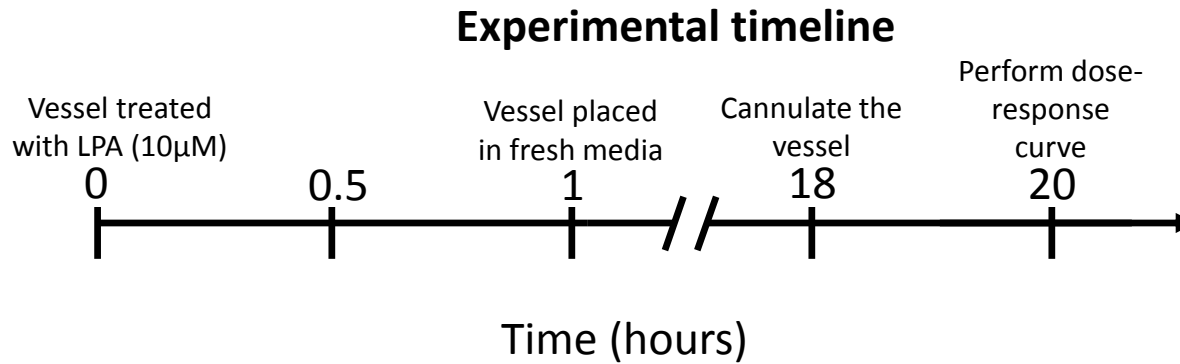 Experimental timeline
Vessel treated
with LPA (10µM)
Vessel placed
in fresh media
Cannulate the
vessel
Perform dose-
response
curve
0
0.5
1
18
20
Time (hours)